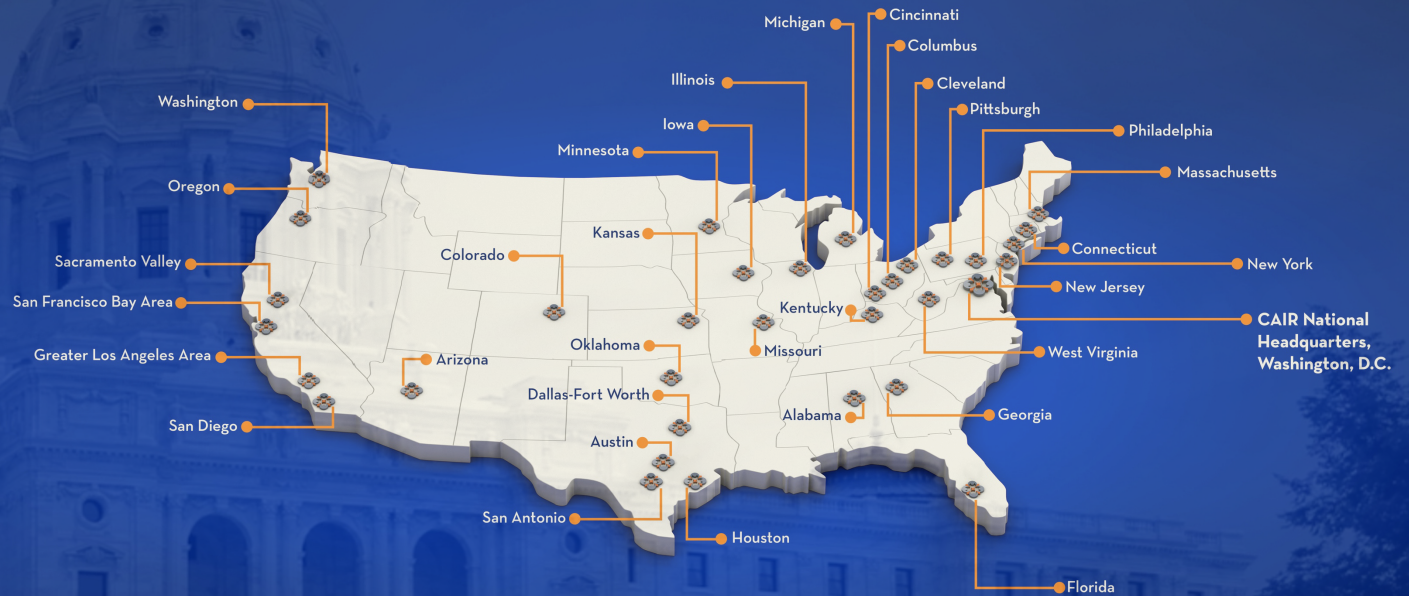 Cincinnati
Michigan
Columbus
Illinois
Cleveland
Washington
Pittsburgh
Iowa
Philadelphia
Minnesota
Massachusetts
Oregon
Kansas
Connecticut
Colorado
Sacramento Valley
New York
New Jersey
San Francisco Bay Area
Kentucky
CAIR National
Headquarters,
Washington, D.C.
Oklahoma
Missouri
West Virginia
Greater Los Angeles Area
Arizona
Dallas-Fort Worth
Alabama
Georgia
San Diego
Austin
San Antonio
Houston
Florida